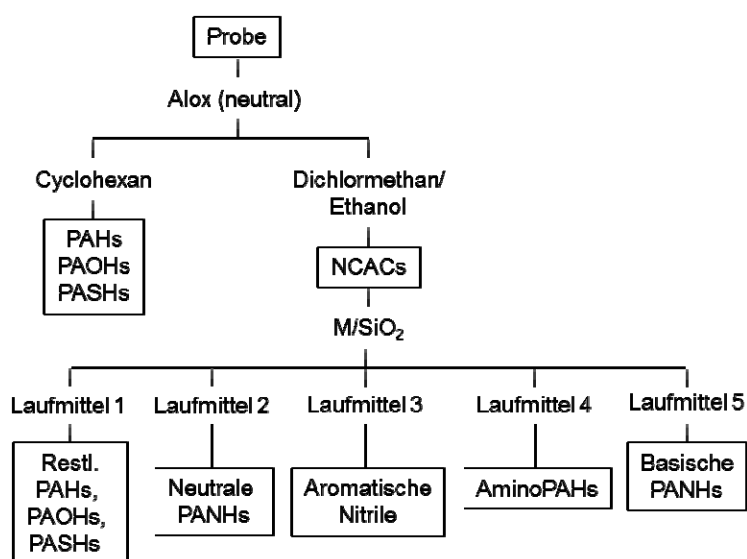 Probe
Alox (neutral)
Cyclohexan
Dichlormethan/
Ethanol
PAHs
PAOHs
PASHs
NCACs
M/SiO₂
Laufmittel 1
Laufmittel 2
Laufmittel 3
Laufmittel 4
Laufmittel 5
Restl.
PAHs,
PAOHs,
PASHs
Neutrale
PANHs
Aromatische
Nitrile
AminoPAHs
Basische
PANHs